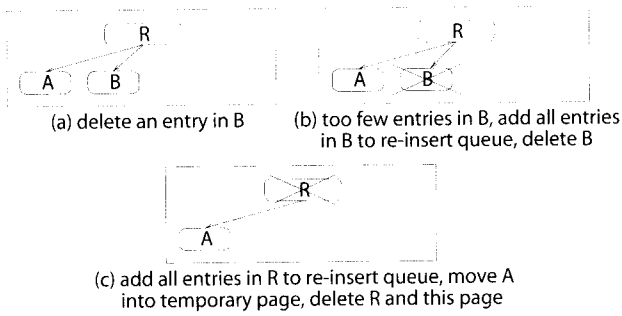 R
R
A
B
A
B
(a) delete an entry in B
(b) too few entries in B, add all entries
in B to re-insert queue, delete B
R
A
(c) add all entries in R to re-insert queue, move A
into temporary page, delete R and this page